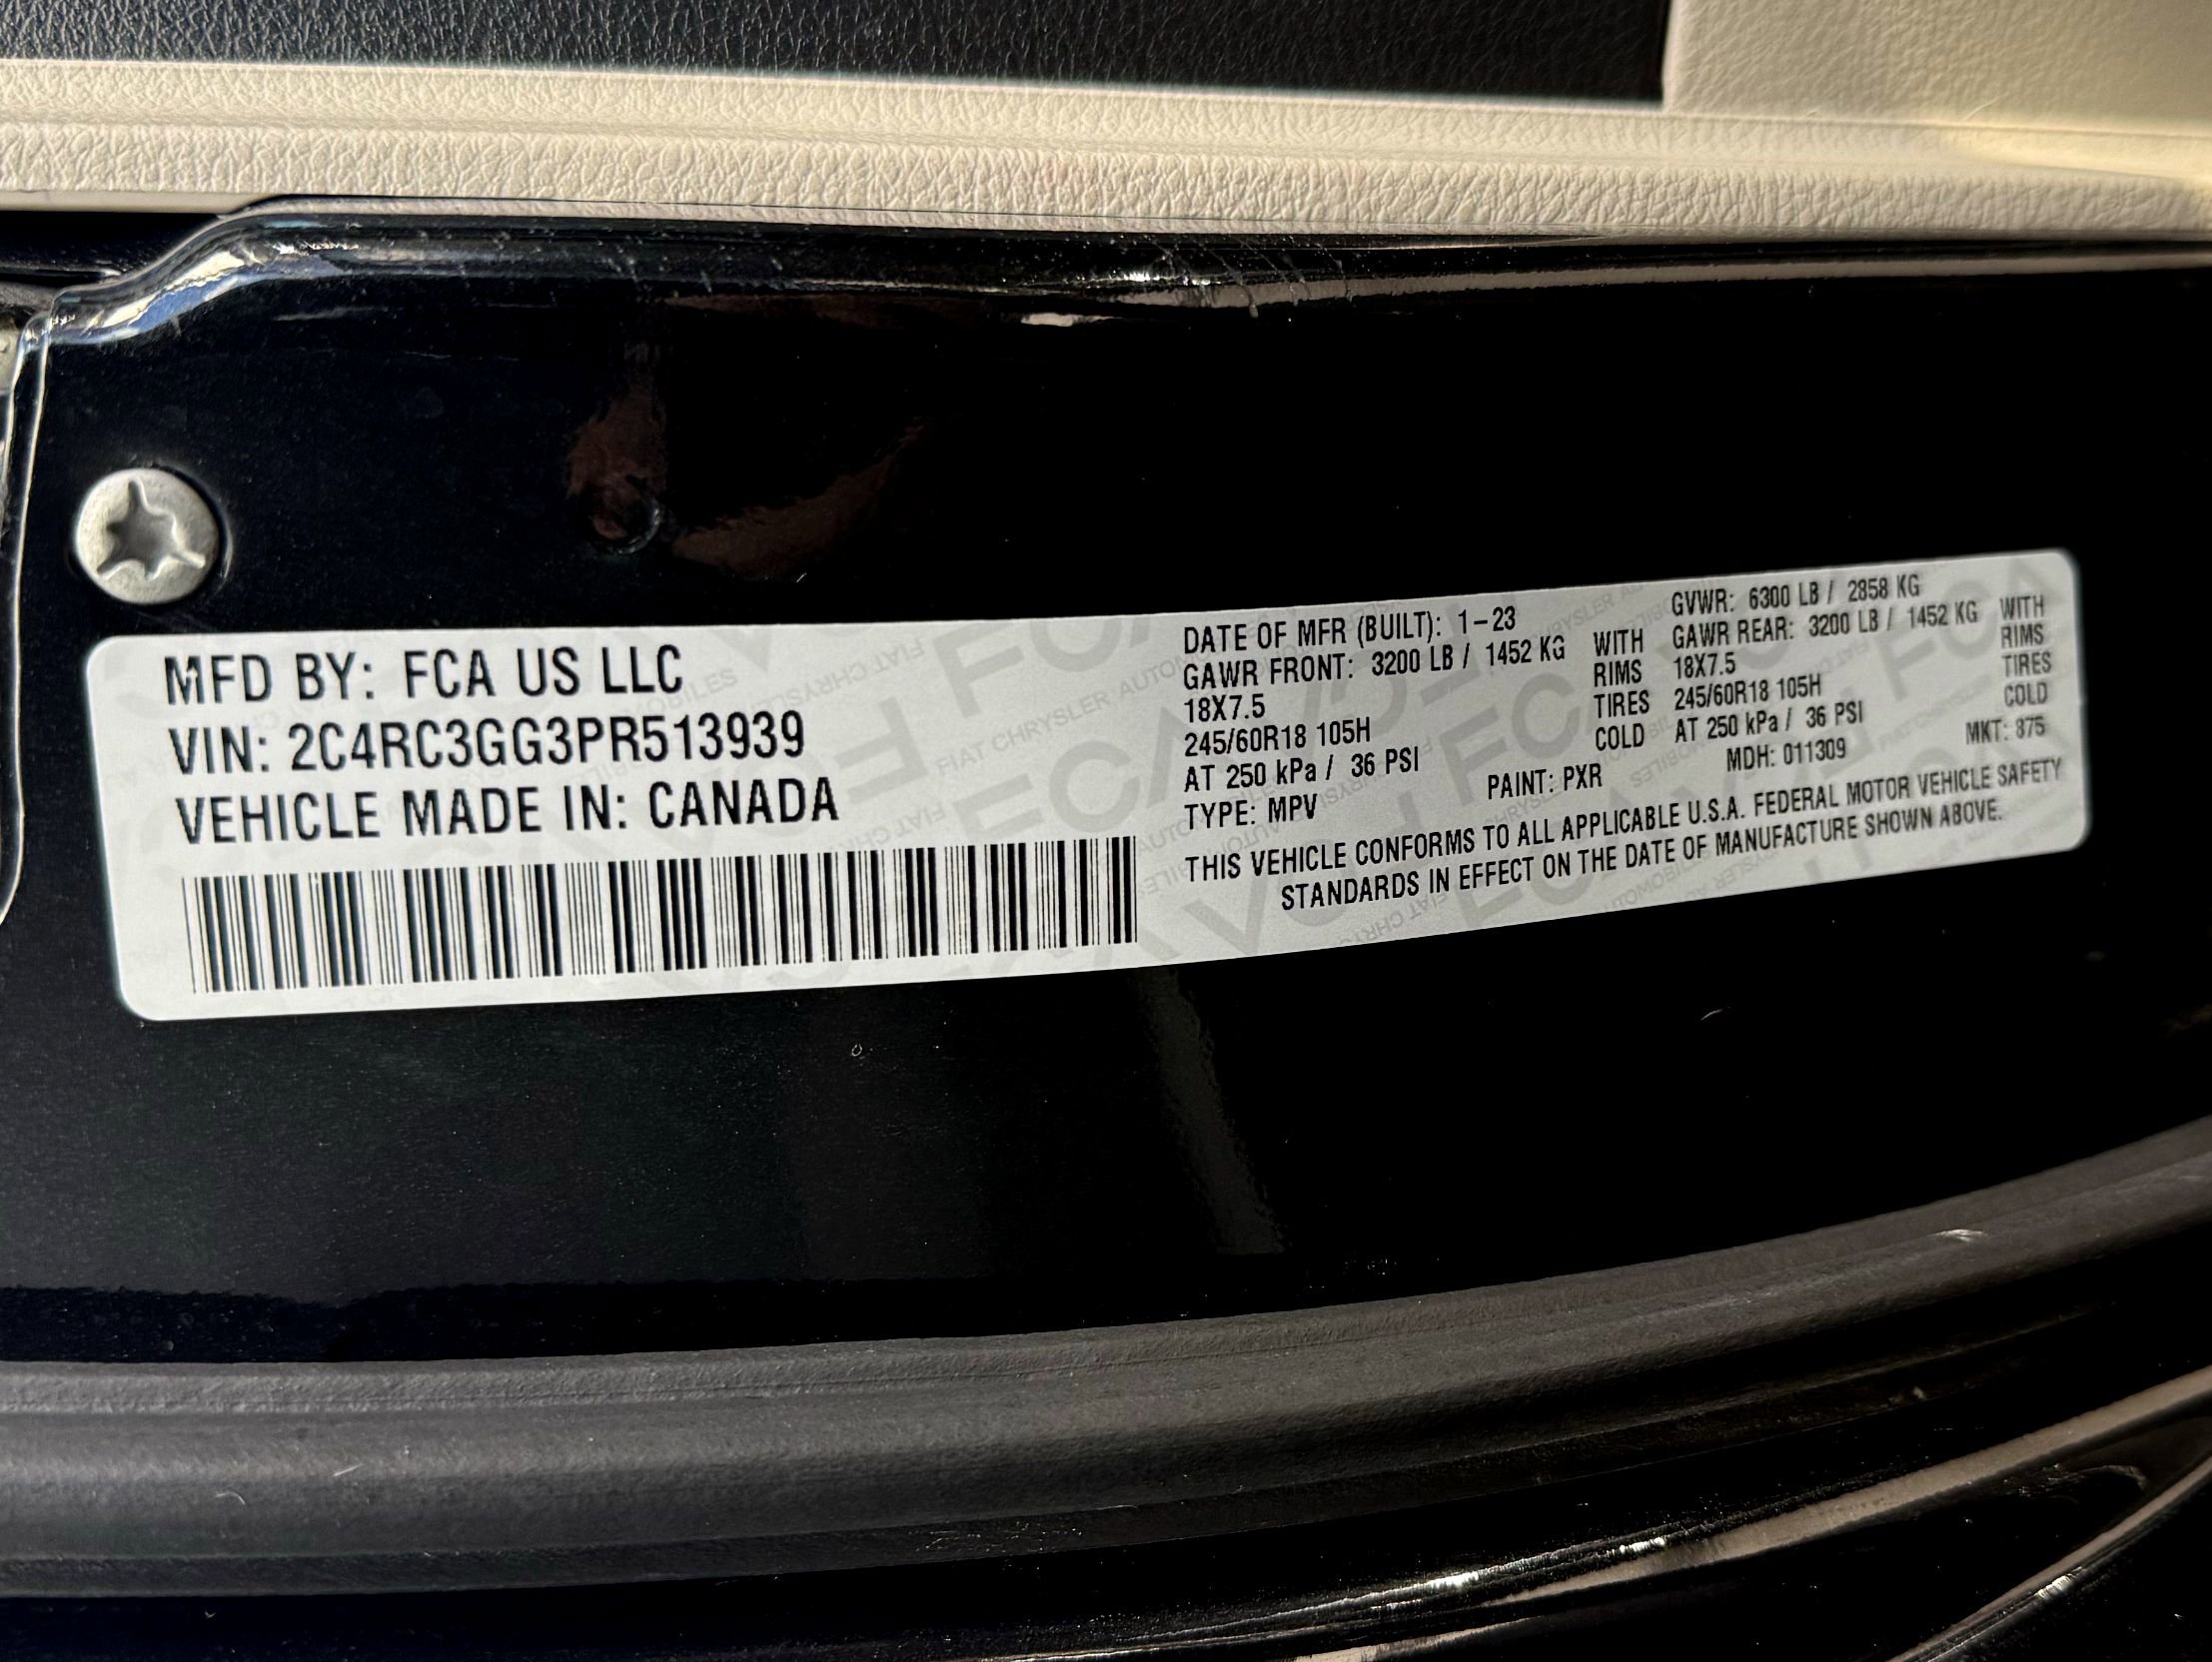 MFD BY: FCA US LLC
VIN: 2C4RC3GG3PR513939
VEHICLE MADE IN: CANADA
DATE OF MFR (BUILT): 1-23 GVWR: 6300 LB / 2858 KG
GAWR FRONT: 3200 LB / 1452 KG WITH GAWR REAR: 3200 LB / 1452 KG WITH
18X7.5 RIMS 18X7.5 RIMS
245/60R18 105H TIRES 245/60R18 105H TIRES
AT 250 kPa / 36 PSI COLD AT 250 kPa / 36 PSI COLD
TYPE: MPV PAINT: PXR MDH: 011309 MKT: 875
THIS VEHICLE CONFORMS TO ALL APPLICABLE U.S.A. FEDERAL MOTOR VEHICLE SAFETY
STANDARDS IN EFFECT ON THE DATE OF MANUFACTURE SHOWN ABOVE.
FCA
FIAT CHRYSLER AUTOMOBILES